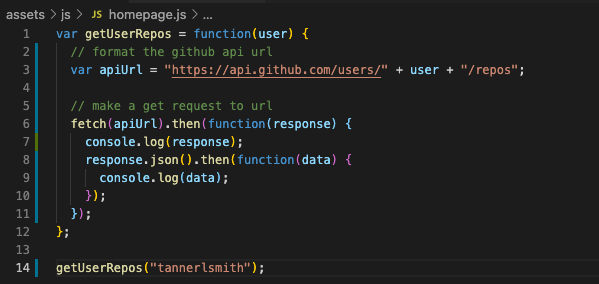 assets > js > JS homepage.js > ...
1 var getUserRepos = function(user) {
2 // format the github api url
3 var apiUrl = "https://api.github.com/users/" + user + "/repos";
4
5 // make a get request to url
6 fetch(apiUrl).then(function(response) {
7 console.log(response);
8 response.json().then(function(data) {
9 console.log(data);
10 });
11 });
12 };
13
14 getUserRepos("tannerlsmith");